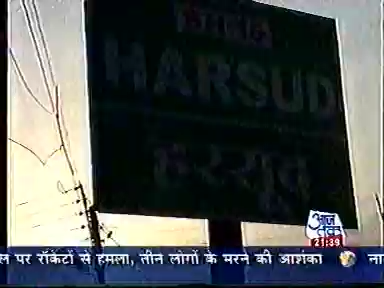 HARSUD
हरसूद
आज
तक
21:39
ल पर रॉकेटों से हमला, तीन लोगों के मरने की आशंका
ना